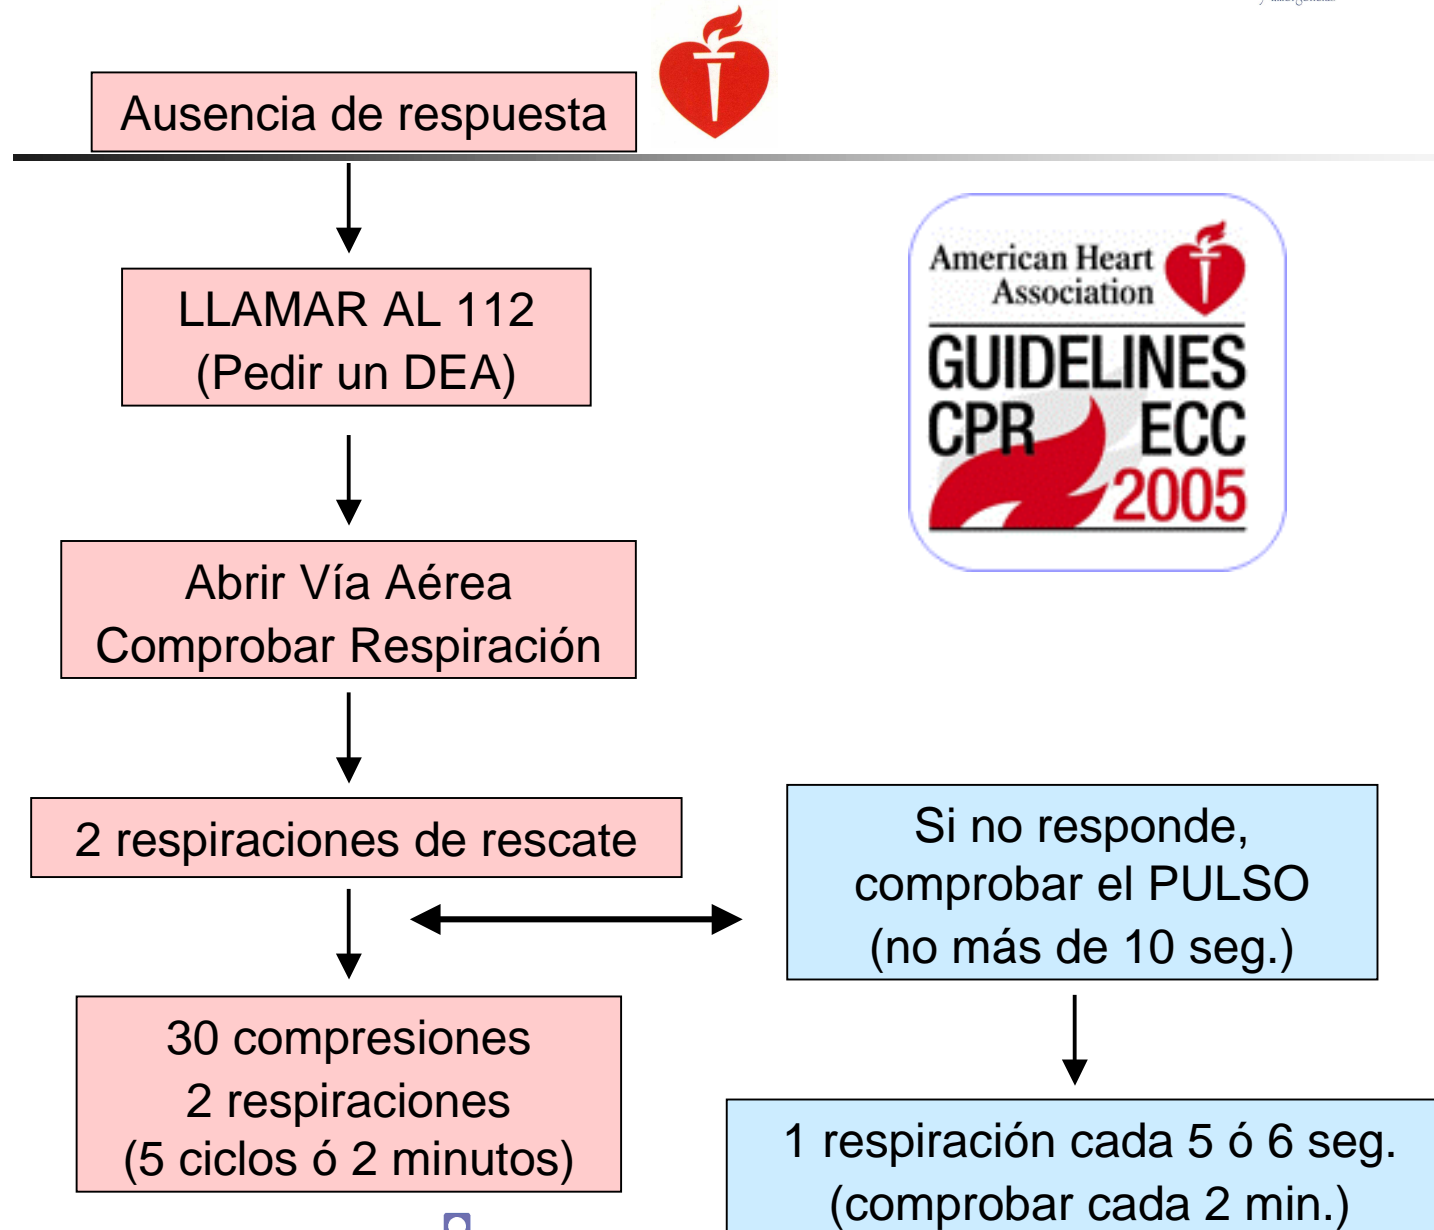 Ausencia de respuesta
LLAMAR AL 112
(Pedir un DEA)
Abrir Vía Aérea
Comprobar Respiración
2 respiraciones de rescate
30 compresiones
2 respiraciones
(5 ciclos ó 2 minutos)
American Heart
Association
GUIDELINES
CPR ECC
2005
Si no responde,
comprobar el PULSO
(no más de 10 seg.)
1 respiración cada 5 ó 6 seg.
(comprobar cada 2 min.)